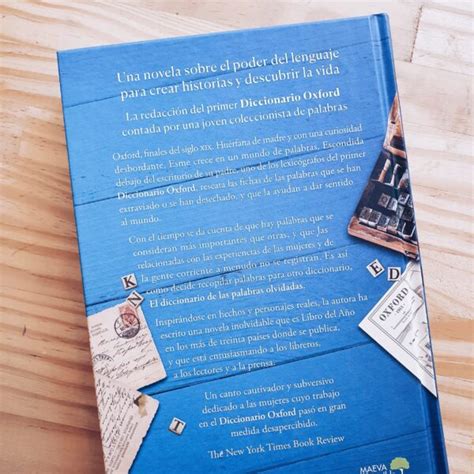 Una novela sobre el poder del lenguaje
para crear historias y descubrir la vida
La redacción del primer Diccionario Oxford
contada por una joven coleccionista de palabras
Oxford, finales del siglo XIX. Huérfana de madre y con una curiosidad
desbordante, Esme crece en un mundo de palabras. Escondida
debajo del escritorio de su padre, uno de los lexicógrafos del primer
Diccionario Oxford, rescata las fichas de las palabras que se han
extraviado o se han desechado, y que la ayudan a dar sentido
al mundo.
Con el tiempo se da cuenta de que hay palabras que se
consideran más importantes que otras, y que las
relacionadas con las experiencias de las mujeres y de
la gente corriente a menudo no se registran. Es así
como decide recopilar palabras para otro diccionario,
El diccionario de las palabras olvidadas.
K
N
E D
OXFORD
Inspirándose en hechos y personajes reales, la autora ha
escrito una novela inolvidable que es Libro del Año
en los más de treinta países donde se publica,
y que está entusiasmando a los libreros,
a los lectores y a la prensa.
T
Un canto cautivador y subversivo
dedicado a las mujeres cuyo trabajo
en el Diccionario Oxford pasó en gran
medida desapercibido.
The New York Times Book Review
MAEVA